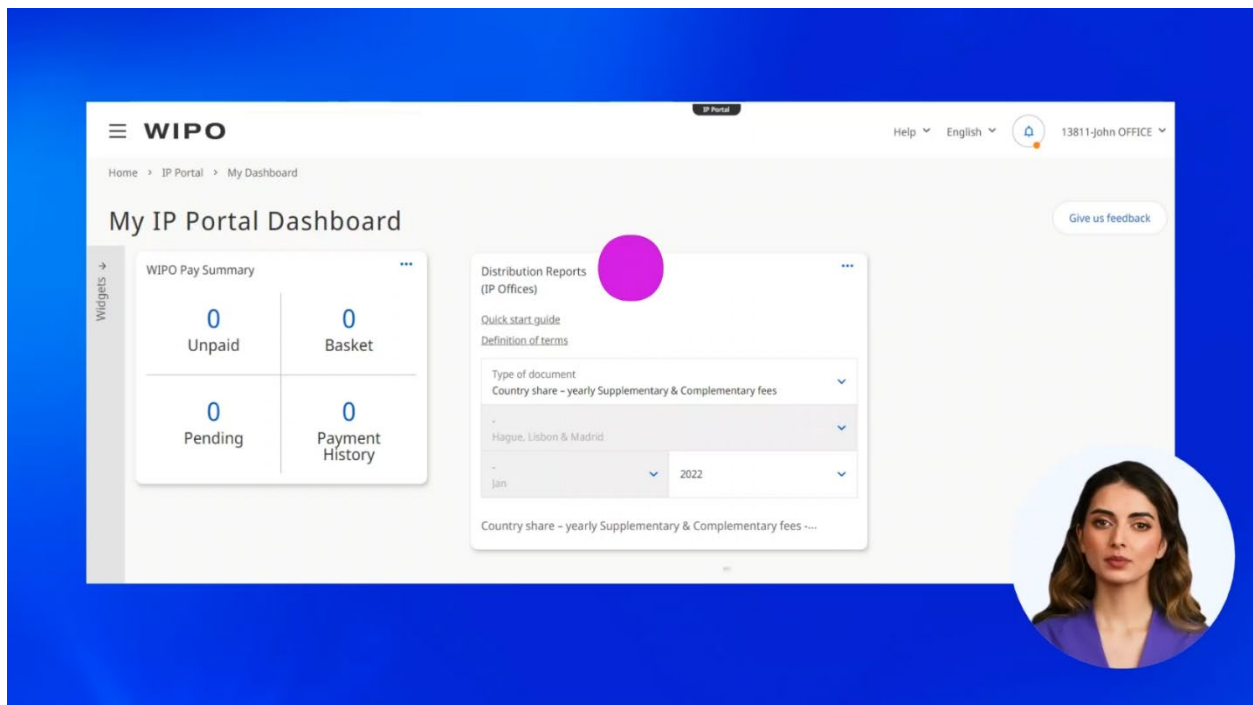 IP Portal
WIPO
Help
English
13811-John OFFICE
Home > IP Portal > My Dashboard
My IP Portal Dashboard
Give us feedback
Widgets
WIPO Pay Summary
0
Unpaid
0
Basket
0
Pending
0
Payment
History
Distribution Reports
(IP Offices)
Quick start guide
Definition of terms
Type of document
Country share – yearly Supplementary & Complementary fees
-
Hague, Lisbon & Madrid
-
Jan
2022
Country share – yearly Supplementary & Complementary fees -...